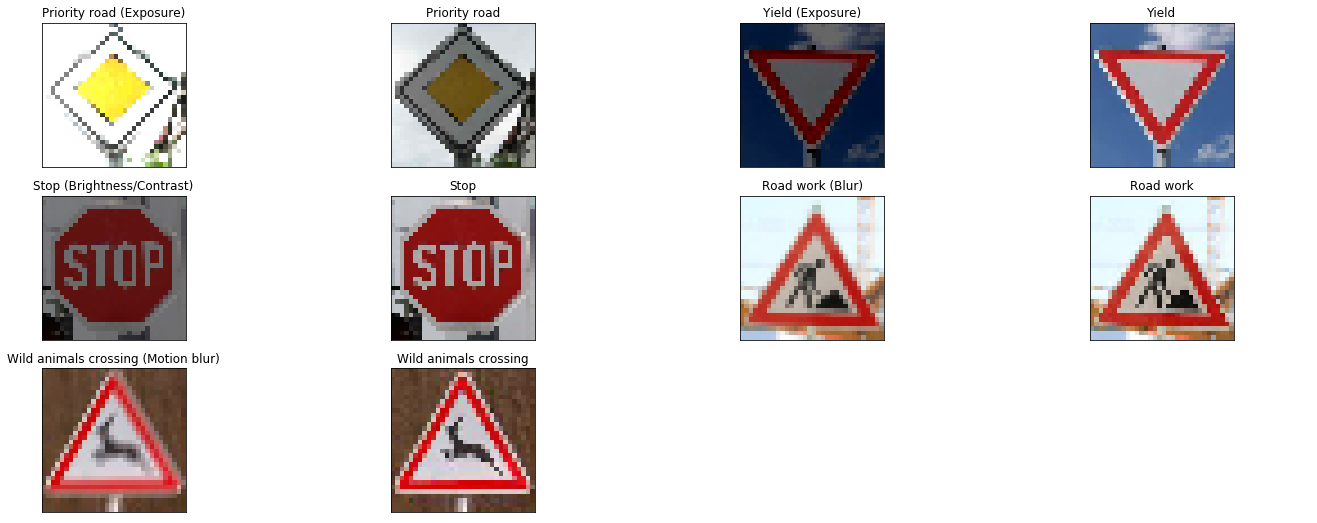 Priority road (Exposure)
Priority road
Yield (Exposure)
Yield
Stop (Brightness/Contrast)
Stop
Road work (Blur)
Road work
STOP
STOP
Wild animals crossing (Motion blur)
Wild animals crossing